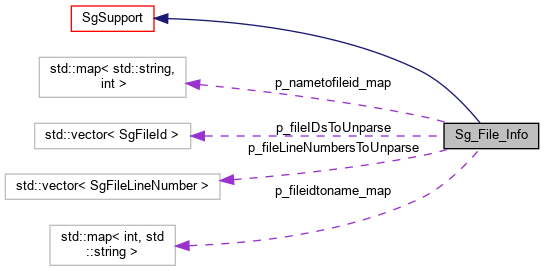 SgSupport
std::map< std::string,
int >
p_nametofileid_map
std::vector< SgFileId >
p_fileIDsToUnparse
Sg_File_Info
p_fileLineNumbersToUnparse
std::vector< SgFileLineNumber >
p_fileidtoname_map
std::map< int, std
::string >